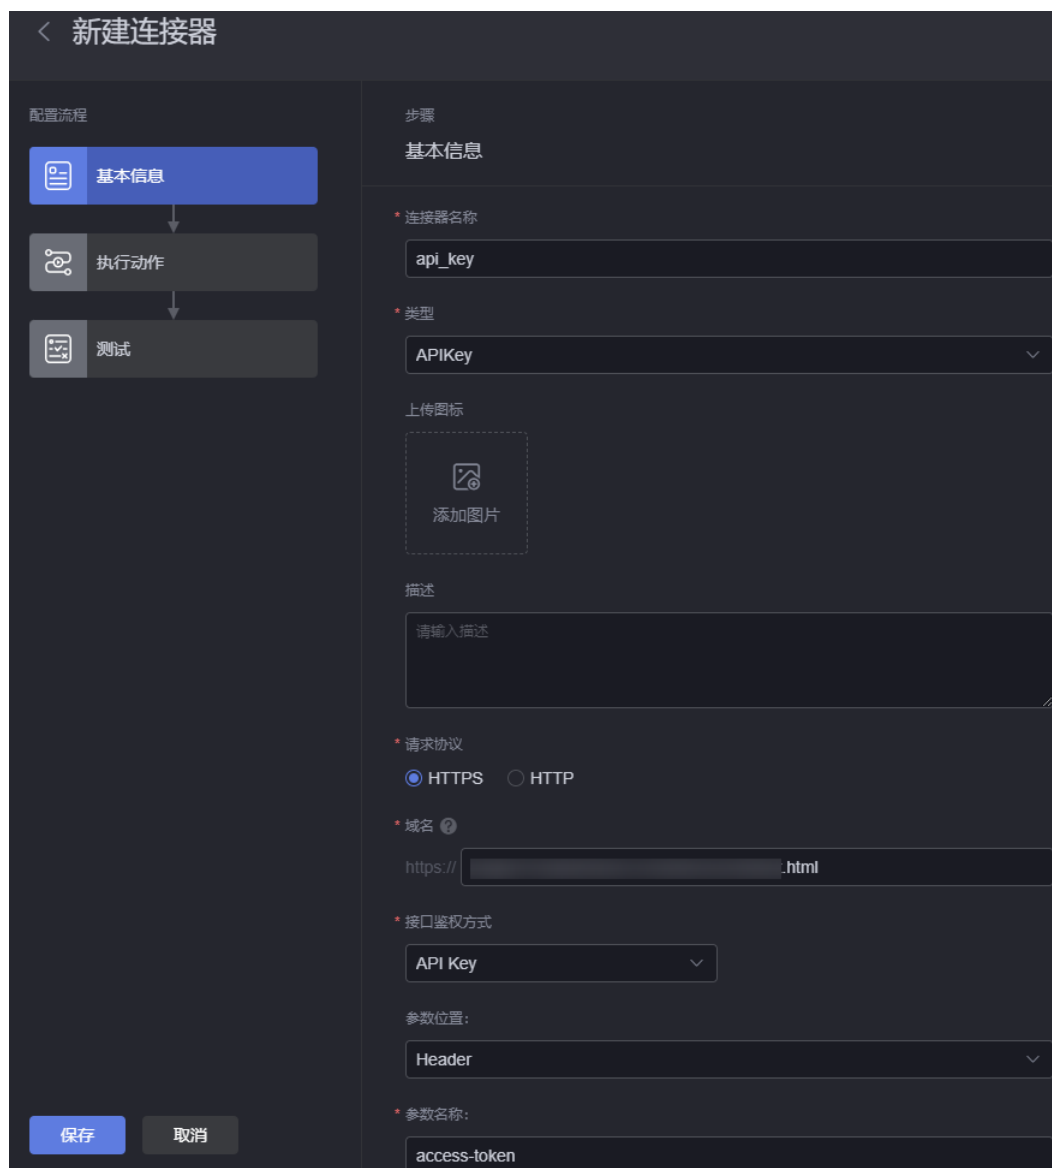 新建连接器
配置流程
基本信息
执行动作
测试
保存
取消
步骤
基本信息
* 连接器名称
api_key
* 类型
APIKey
上传图标
添加图片
描述
请输入描述
* 请求协议
HTTPS HTTP
* 域名 ?
https:// .html
* 接口鉴权方式
API Key
参数位置:
Header
* 参数名称:
access-token